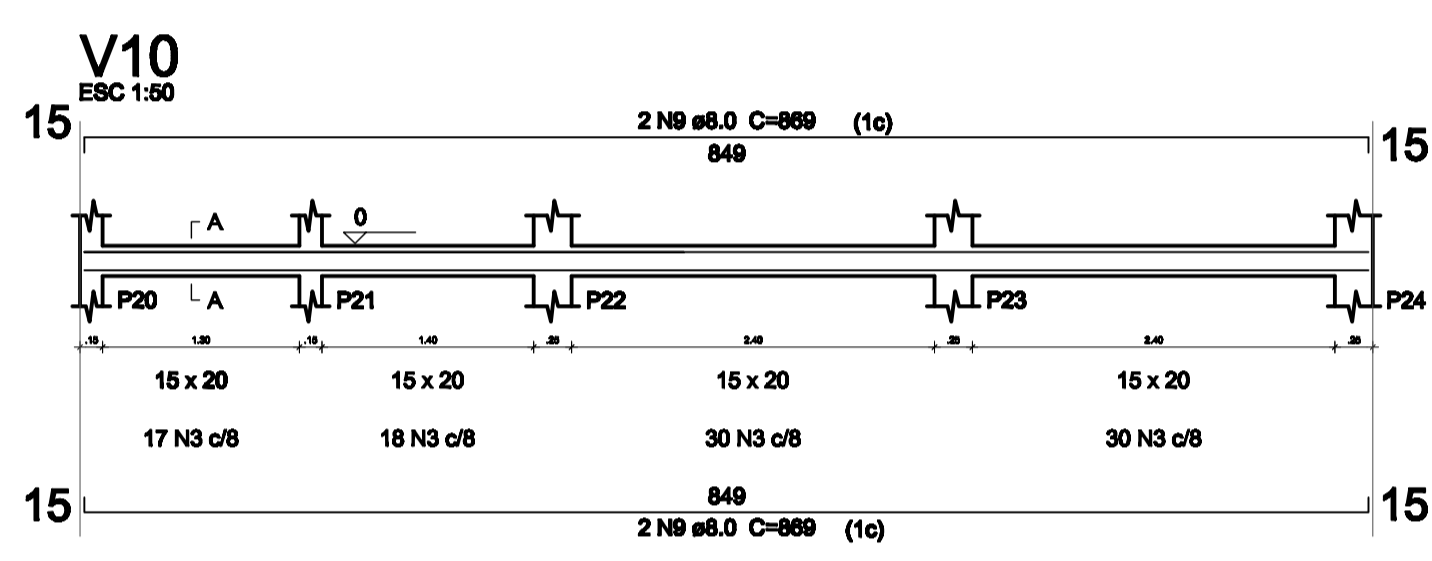 V10
ESC 1:50
15 2 N9 ø8.0 C=869 (1c) 15
849
A 0
P20 A P21 P22 P23 P24
.15 1.30 .15 1.40 .25 2.40 .25 2.40 .25
15 x 20 15 x 20 15 x 20 15 x 20
17 N3 c/8 18 N3 c/8 30 N3 c/8 30 N3 c/8
15 849 15
2 N9 ø8.0 C=869 (1c)